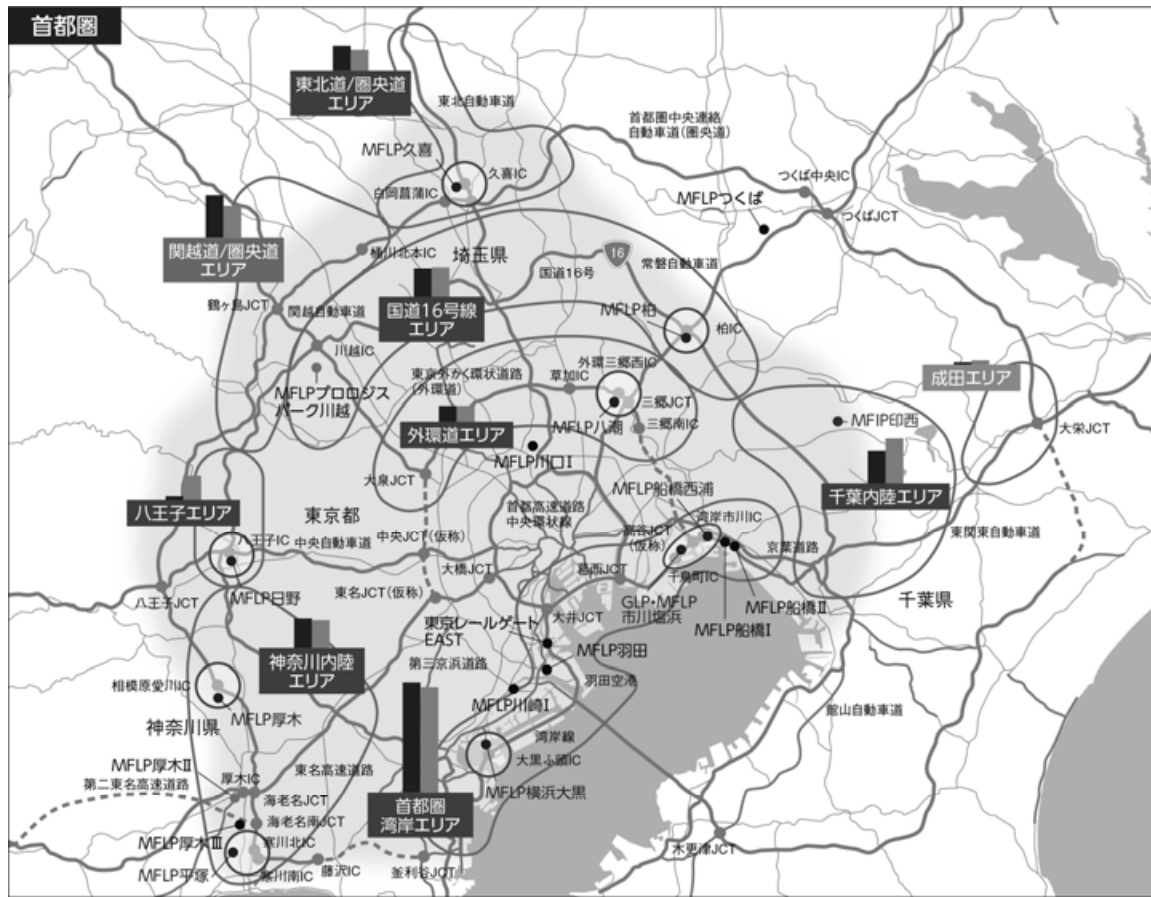 首都圏
東北道/圏央道
エリア
東北自動車道
首都圏中央連絡
自動車道(圏央道)
MFLP久喜
久喜IC
白岡菖蒲IC
つくば中央IC
MFLPつくば
つくばJCT
関越道/圏央道
エリア
桶川北本IC
埼玉県
16
国道16号
常磐自動車道
国道16号線
エリア
鶴ヶ島JCT
関越自動車道
MFLP柏
柏IC
川越IC
外環三郷西IC
東京外かく環状道路
(外環道)
草加IC
成田エリア
MFLPプロロジス
パーク川越
三郷JCT
MFLP八潮
三郷南IC
MFIP印西
大栄JCT
外環道エリア
MFLP川口Ⅰ
大泉JCT
MFLP船橋西浦
千葉内陸エリア
八王子エリア
東京都
首都高速道路
中央環状線
湾岸市川IC
高谷JCT
(仮称)
京葉道路
東関東自動車道
八王子IC
中央自動車道
中央JCT(仮称)
大橋JCT
葛西JCT
千鳥町IC
八王子JCT
MFLP日野
東名JCT(仮称)
GLP・MFLP
市川塩浜
MFLP船橋Ⅱ
千葉県
大井JCT
MFLP船橋Ⅰ
東京レールゲート
EAST
MFLP羽田
神奈川内陸
エリア
第三京浜道路
羽田空港
相模原愛川IC
MFLP川崎Ⅰ
MFLP厚木
館山自動車道
神奈川県
湾岸線
大黒ふ頭IC
MFLP厚木Ⅱ
東名高速道路
厚木IC
第二東名高速道路
MFLP横浜大黒
海老名JCT
首都圏
湾岸エリア
海老名南JCT
MFLP厚木Ⅲ
寒川北IC
木更津JCT
MFLP平塚
寒川南IC
藤沢IC
釜利谷JCT